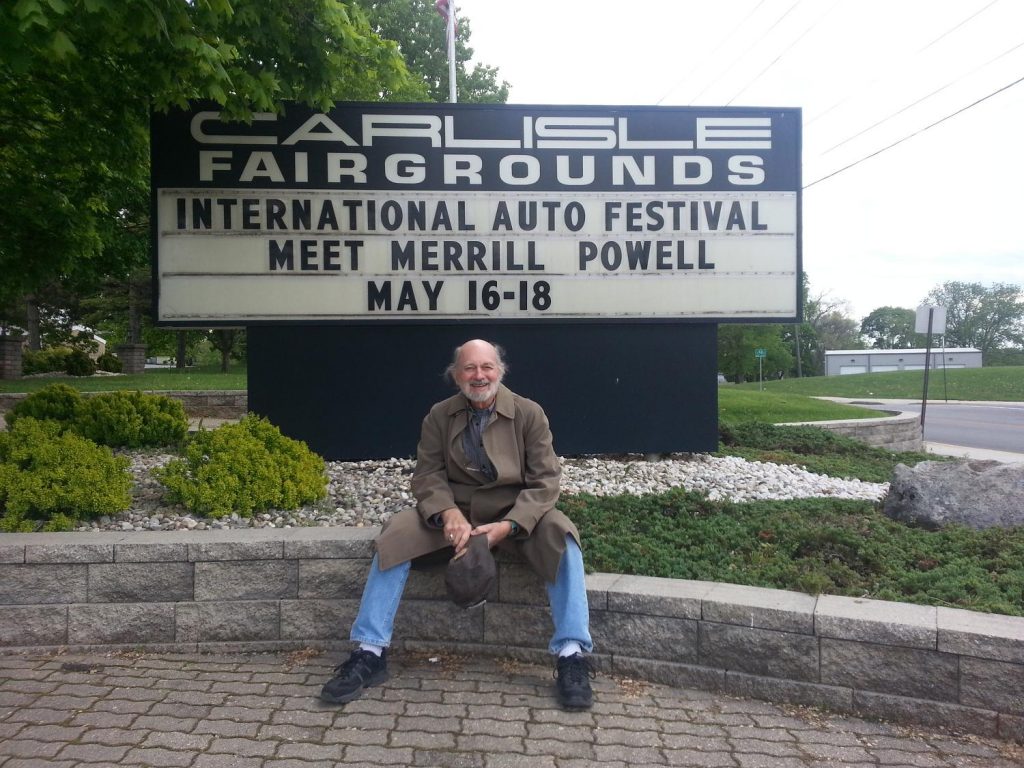 CARLISLE
FAIRGROUNDS
INTERNATIONAL AUTO FESTIVAL
MEET MERRILL POWELL
MAY 16-18